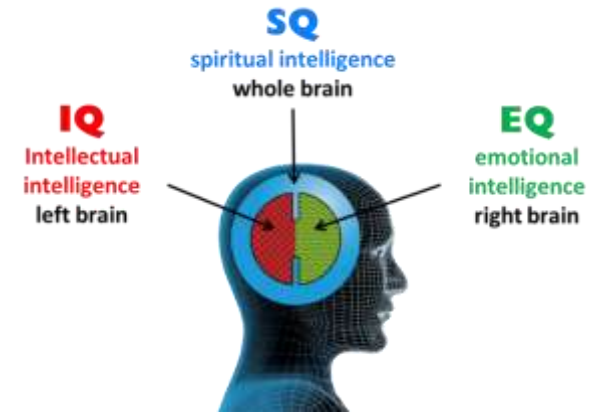 SQ
spiritual intelligence
whole brain
IQ
Intellectual
intelligence
left brain
EQ
emotional
intelligence
right brain